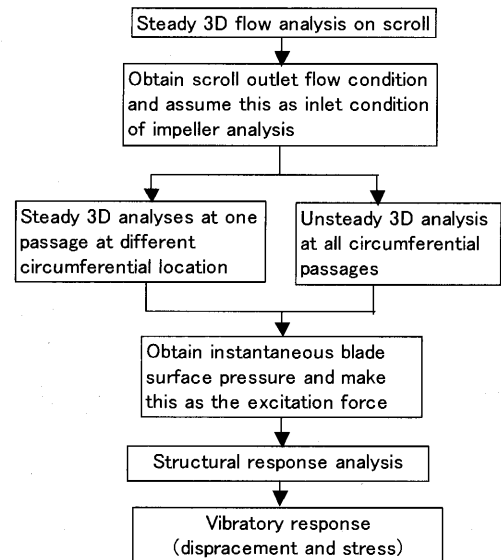 Steady 3D flow analysis on scroll
Obtain scroll outlet flow condition
and assume this as inlet condition
of impeller analysis
Steady 3D analyses at one
passage at different
circumferential location
Unsteady 3D analysis
at all circumferential
passages
Obtain instantaneous blade
surface pressure and make
this as the excitation force
Structural response analysis
Vibratory response
(dispracement and stress)